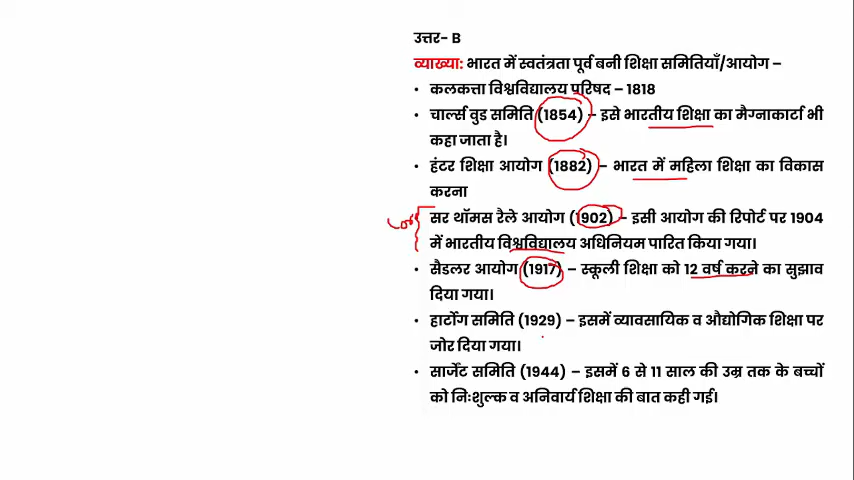 उत्तर- B
व्याख्या: भारत में स्वतंत्रता पूर्व बनी शिक्षा समितियाँ/आयोग –
• कलकत्ता विश्वविद्यालय परिषद – 1818
• चार्ल्स वुड समिति (1854) – इसे भारतीय शिक्षा का मैग्नाकार्टा भी
कहा जाता है।
• हंटर शिक्षा आयोग (1882) – भारत में महिला शिक्षा का विकास
करना
• सर थॉमस रैले आयोग (1902) – इसी आयोग की रिपोर्ट पर 1904
में भारतीय विश्वविद्यालय अधिनियम पारित किया गया।
• सैडलर आयोग (1917) – स्कूली शिक्षा को 12 वर्ष करने का सुझाव
दिया गया।
• हार्टोग समिति (1929) – इसमें व्यावसायिक व औद्योगिक शिक्षा पर
जोर दिया गया।
• सार्जेंट समिति (1944) – इसमें 6 से 11 साल की उम्र तक के बच्चों
को निःशुल्क व अनिवार्य शिक्षा की बात कही गई।